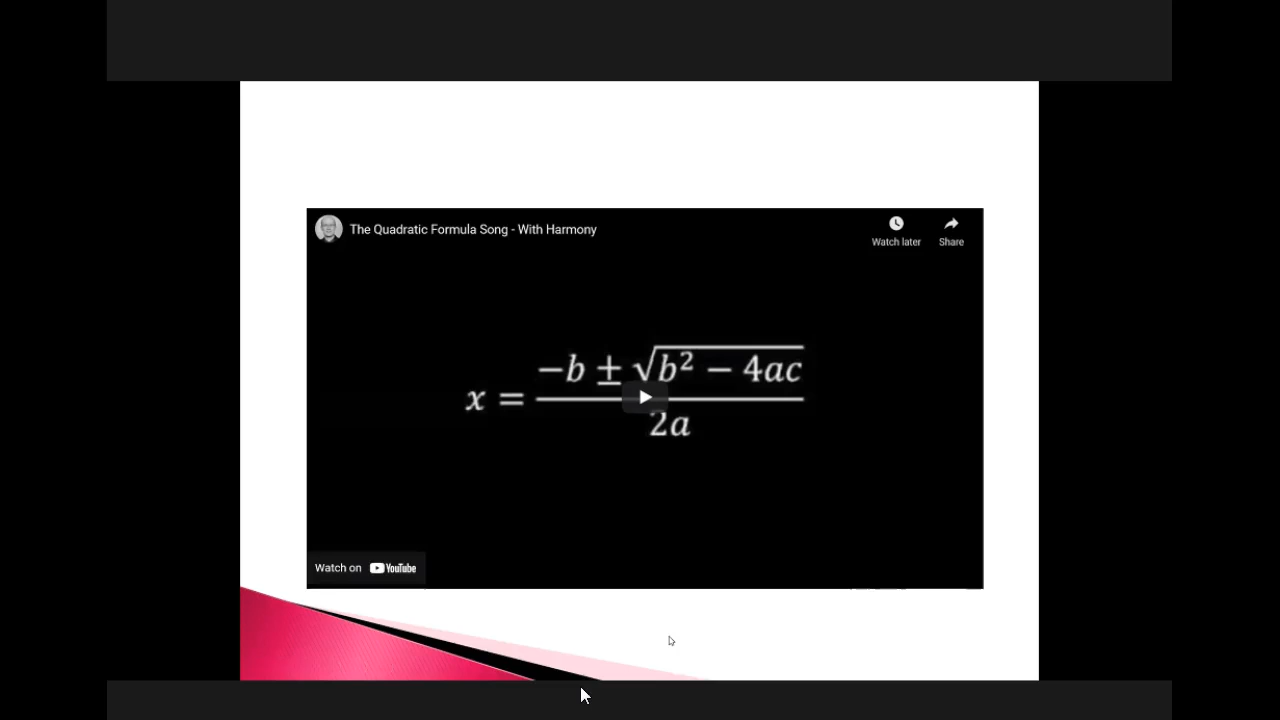 The Quadratic Formula Song - With Harmony
Watch later
Share
x = −b ± √b² − 4ac
2a
Watch on YouTube